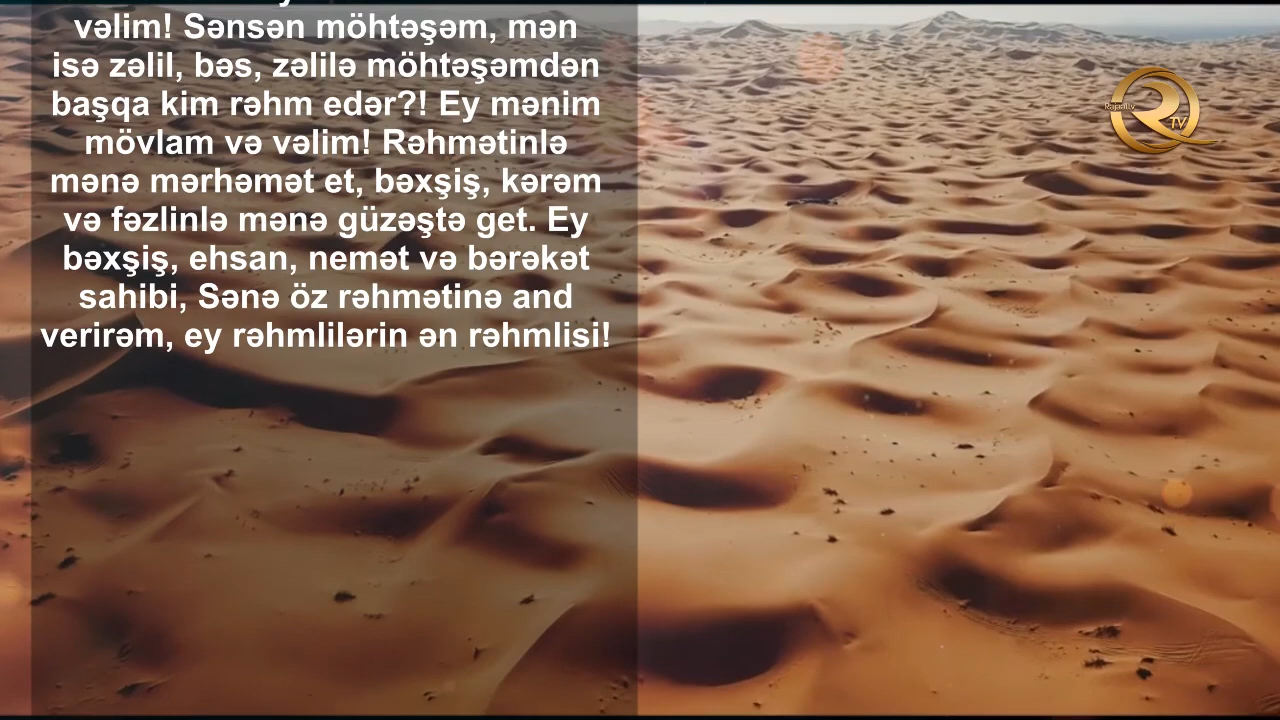 vəlim! Sənsən möhtəşəm, mən
isə zəlil, bəs, zəlilə möhtəşəmdən
başqa kim rəhm edər?! Ey mənim
mövlam və vəlim! Rəhmətinlə
mənə mərhəmət et, bəxşiş, kərəm
və fəzlinlə mənə güzəştə get. Ey
bəxşiş, ehsan, nemət və bərəkət
sahibi, Sənə öz rəhmətinə and
verirəm, ey rəhmlilərin ən rəhmlisi!
R
TV